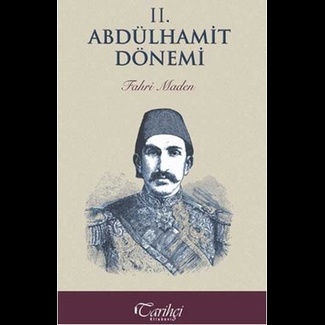 II.
ABDÜLHAMİT
DÖNEMİ
Fahri Maden
Tarihçi
Kitabevi